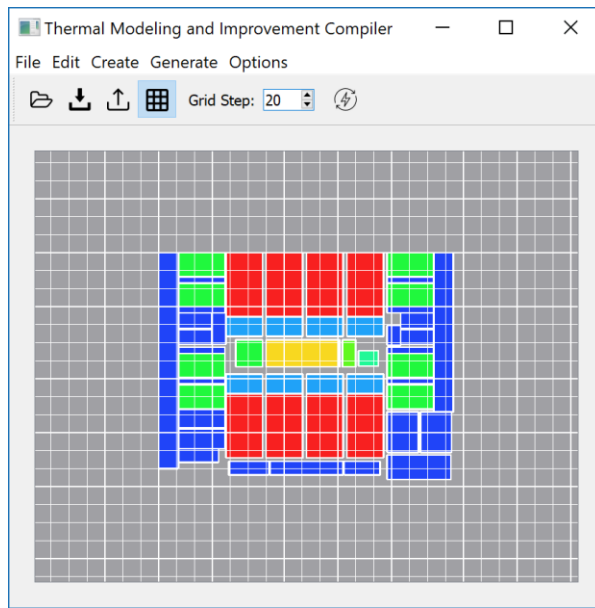 Thermal Modeling and Improvement Compiler
File Edit Create Generate Options
Grid Step: 20